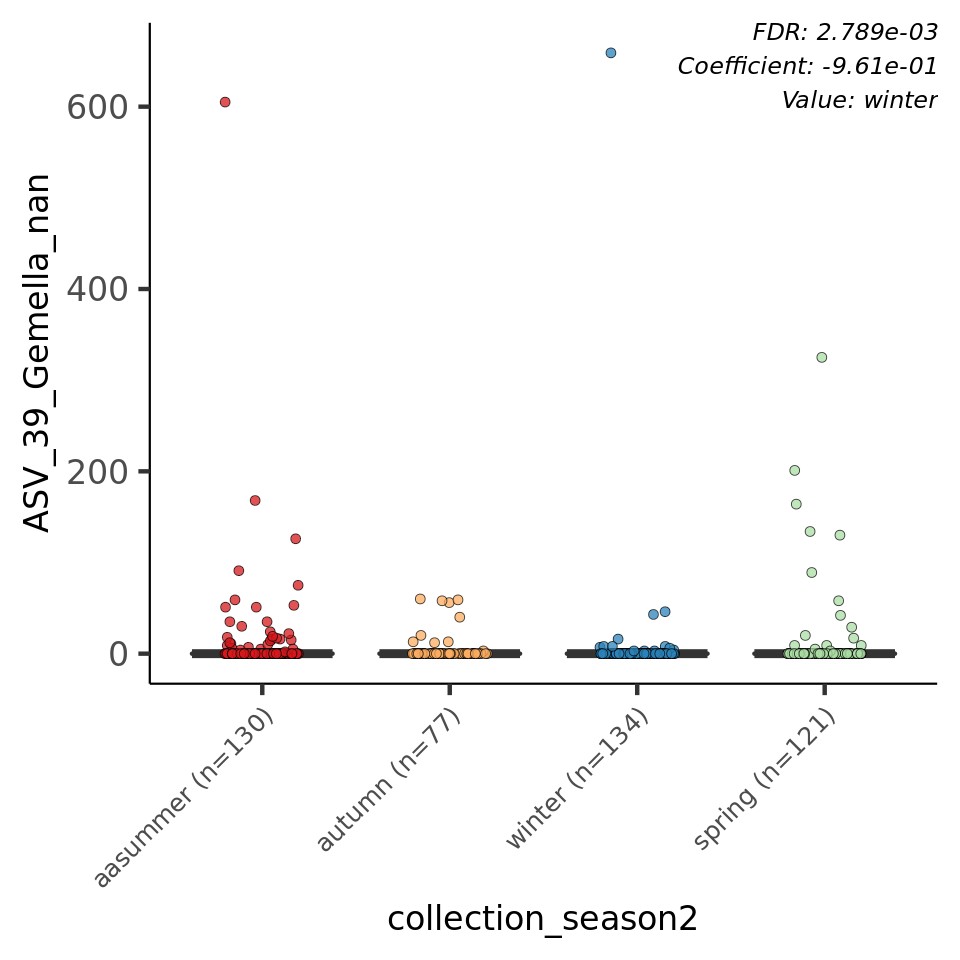 FDR: 2.789e-03
Coefficient: -9.61e-01
Value: winter
ASV_39_Gemella_nan
600
400
200
0
aasummer (n=130)
autumn (n=77)
winter (n=134)
spring (n=121)
collection_season2